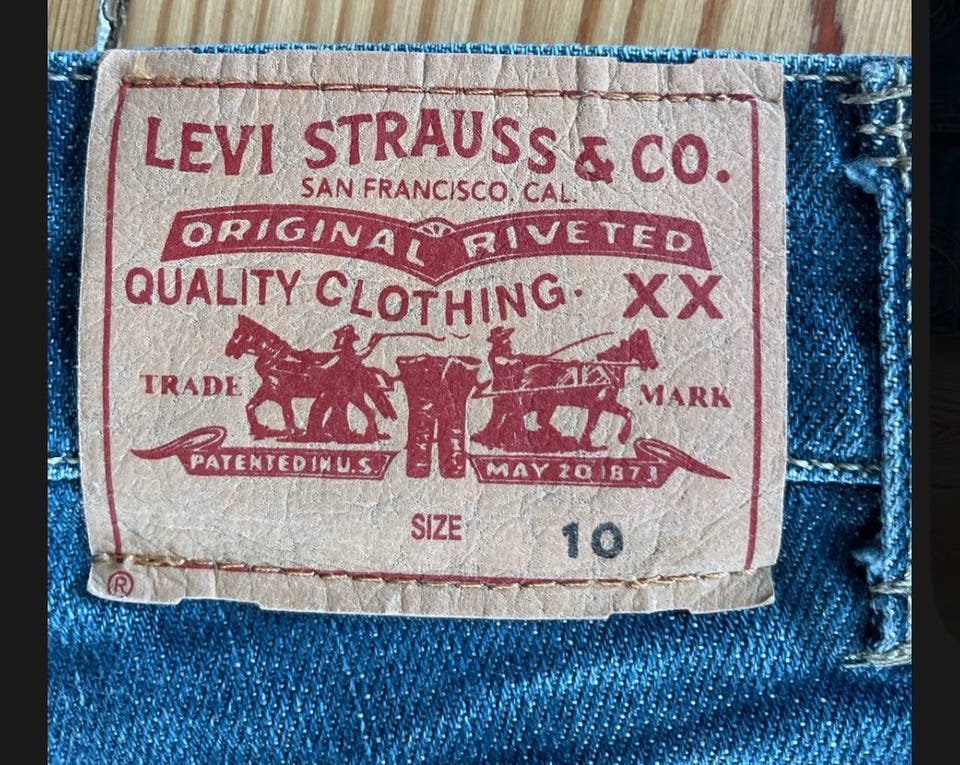 LEVI STRAUSS & CO.
SAN FRANCISCO, CAL.
ORIGINAL RIVETED
QUALITY CLOTHING. XX
TRADE MARK
PATENTED IN U.S. MAY 20 1873
SIZE 10
®